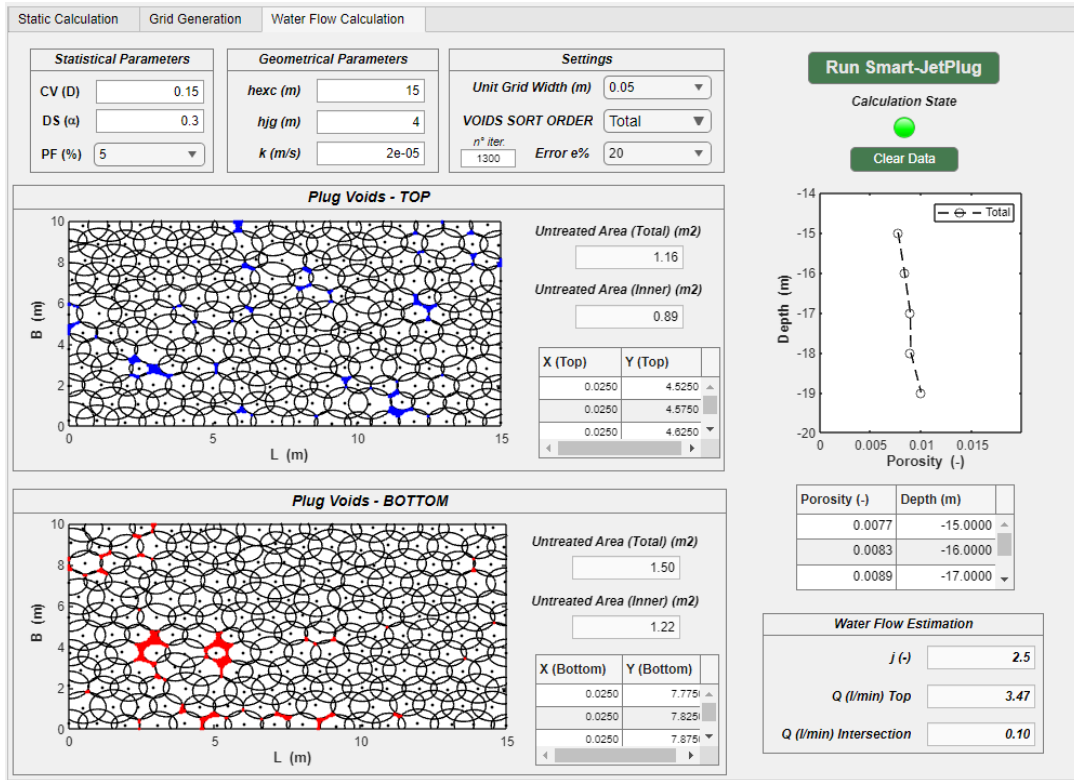 Static Calculation Grid Generation Water Flow Calculation
Statistical Parameters
CV (D) 0.15
DS (α) 0.3
PF (%) 5
Geometrical Parameters
hexc (m) 15
hjg (m) 4
k (m/s) 2e-05
Settings
Unit Grid Width (m) 0.05
VOIDS SORT ORDER Total
n° iter.
1300 Error e% 20
Run Smart-JetPlug
Calculation State
Clear Data
Plug Voids - TOP
10
8
6
4
2
0
B (m)
0 5 10 15
L (m)
Untreated Area (Total) (m2)
1.16
Untreated Area (Inner) (m2)
0.89
X (Top) Y (Top)
0.0250 4.5250
0.0250 4.5750
0.0250 4.6250
-14
-15
-16
-17
-18
-19
-20
Depth (m)
Total
0 0.005 0.01 0.015
Porosity (-)
Plug Voids - BOTTOM
10
8
6
4
2
0
B (m)
0 5 10 15
L (m)
Untreated Area (Total) (m2)
1.50
Untreated Area (Inner) (m2)
1.22
X (Bottom) Y (Bottom)
0.0250 7.7750
0.0250 7.8250
0.0250 7.8750
Porosity (-) Depth (m)
0.0077 -15.0000
0.0083 -16.0000
0.0089 -17.0000
Water Flow Estimation
j (-) 2.5
Q (l/min) Top 3.47
Q (l/min) Intersection 0.10